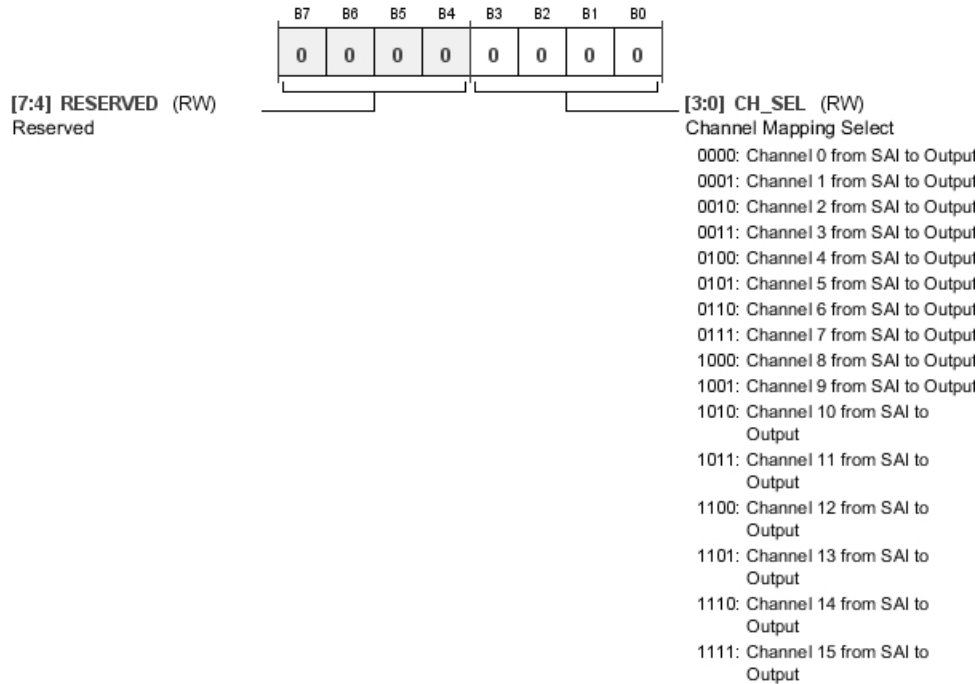 B7 B6 B5 B4 B3 B2 B1 B0
0 0 0 0 0 0 0 0
[7:4] RESERVED (RW)
Reserved
[3:0] CH_SEL (RW)
Channel Mapping Select
0000: Channel 0 from SAI to Output
0001: Channel 1 from SAI to Output
0010: Channel 2 from SAI to Output
0011: Channel 3 from SAI to Output
0100: Channel 4 from SAI to Output
0101: Channel 5 from SAI to Output
0110: Channel 6 from SAI to Output
0111: Channel 7 from SAI to Output
1000: Channel 8 from SAI to Output
1001: Channel 9 from SAI to Output
1010: Channel 10 from SAI to
Output
1011: Channel 11 from SAI to
Output
1100: Channel 12 from SAI to
Output
1101: Channel 13 from SAI to
Output
1110: Channel 14 from SAI to
Output
1111: Channel 15 from SAI to
Output